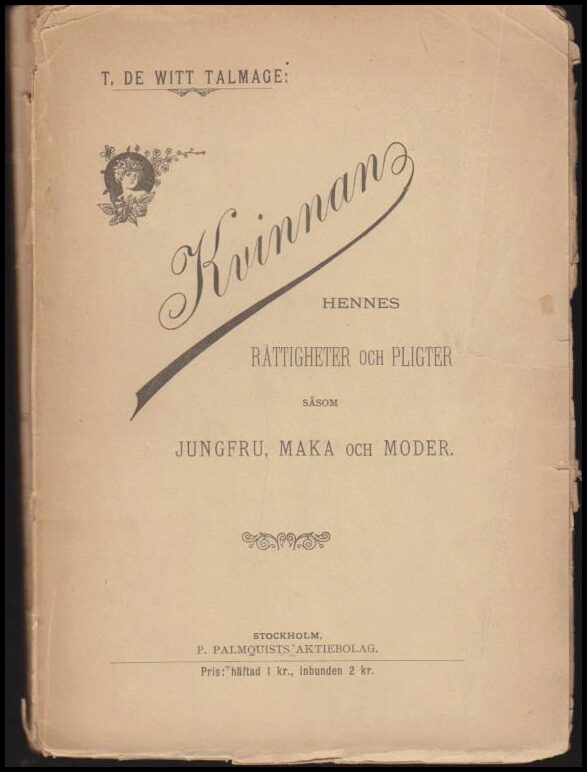 T. DE WITT TALMAGE:
Kvinnan
HENNES
RÄTTIGHETER OCH PLIGTER
SÅSOM
JUNGFRU, MAKA OCH MODER.
STOCKHOLM,
P. PALMQUISTS AKTIEBOLAG.
Pris: häftad 1 kr., inbunden 2 kr.